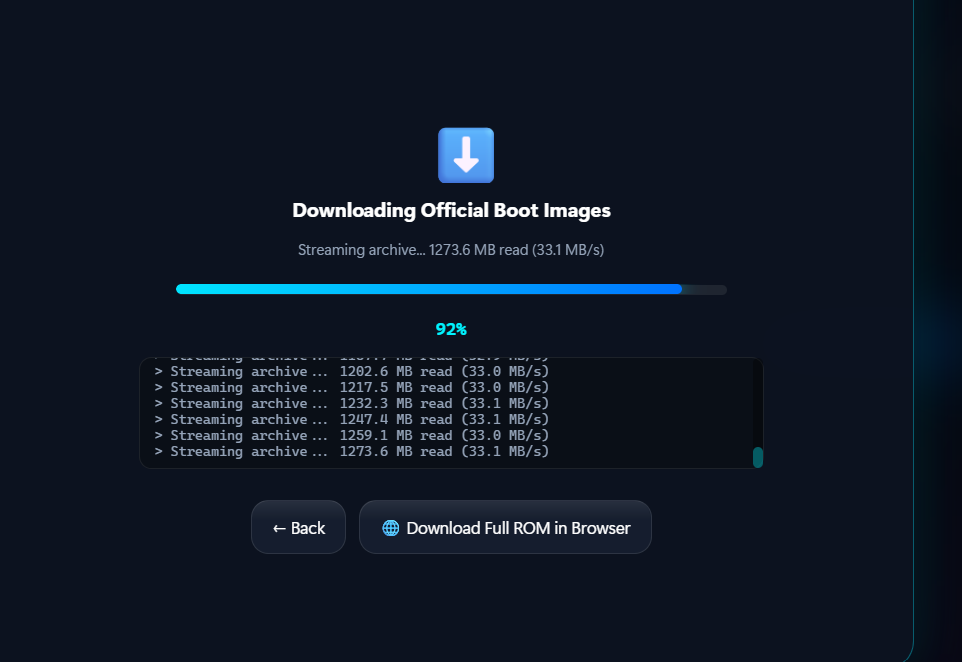 Downloading Official Boot Images
Streaming archive... 1273.6 MB read (33.1 MB/s)
92%
> Streaming archive... 1202.6 MB read (33.0 MB/s)
> Streaming archive... 1217.5 MB read (33.0 MB/s)
> Streaming archive... 1232.3 MB read (33.1 MB/s)
> Streaming archive... 1247.4 MB read (33.1 MB/s)
> Streaming archive... 1259.1 MB read (33.0 MB/s)
> Streaming archive... 1273.6 MB read (33.1 MB/s)
← Back
Download Full ROM in Browser